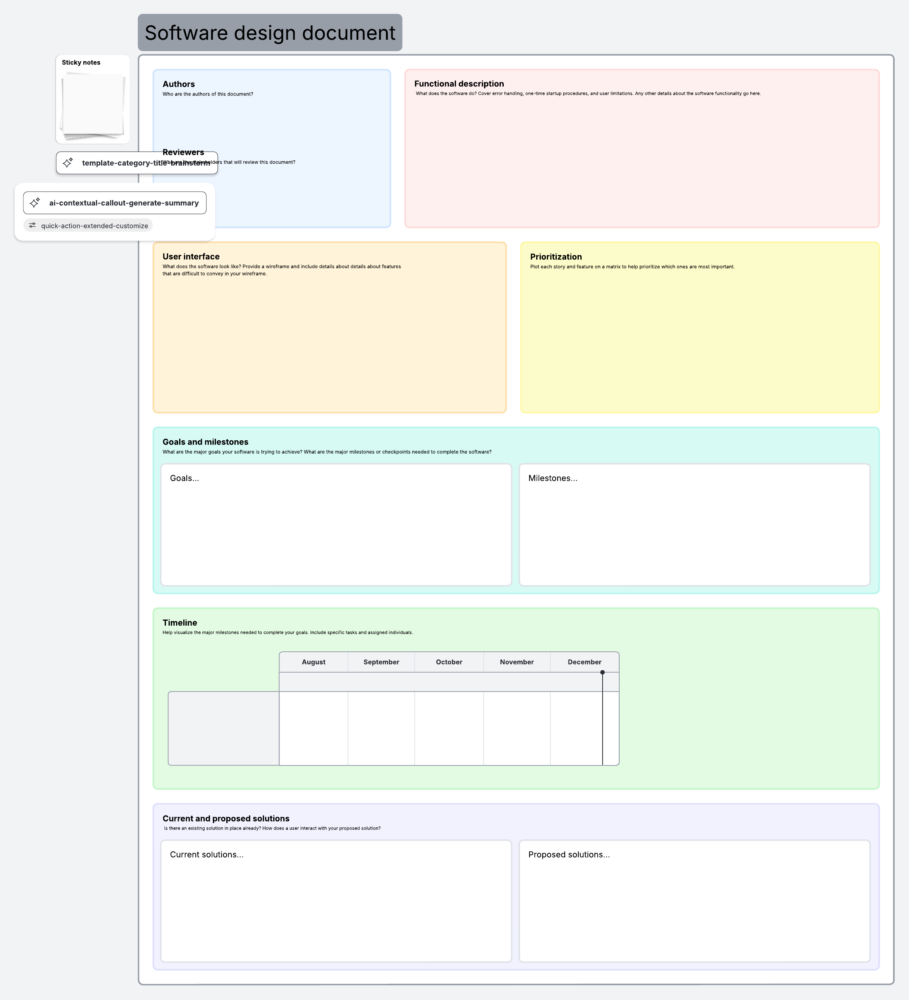 Software design document
Sticky notes
Authors
Who are the authors of this document?
Functional description
What does the software do? Cover error handling, one-time startup procedures, and user limitations. Any other details about the software functionality go here.
Reviewers
Who are the stakeholders that will review this document?
template-category-title-brainstorm
ai-contextual-callout-generate-summary
quick-action-extended-customize
User interface
What does the software look like? Provide a wireframe and include details about details about features
that are difficult to convey in your wireframe.
Prioritization
Plot each story and feature on a matrix to help prioritize which ones are most important.
Goals and milestones
What are the major goals your software is trying to achieve? What are the major milestones or checkpoints needed to complete the software?
Goals...
Milestones...
Timeline
Help visualize the major milestones needed to complete your goals. Include specific tasks and assigned individuals.
August September October November December
Current and proposed solutions
Is there an existing solution in place already? How does a user interact with your proposed solution?
Current solutions...
Proposed solutions...